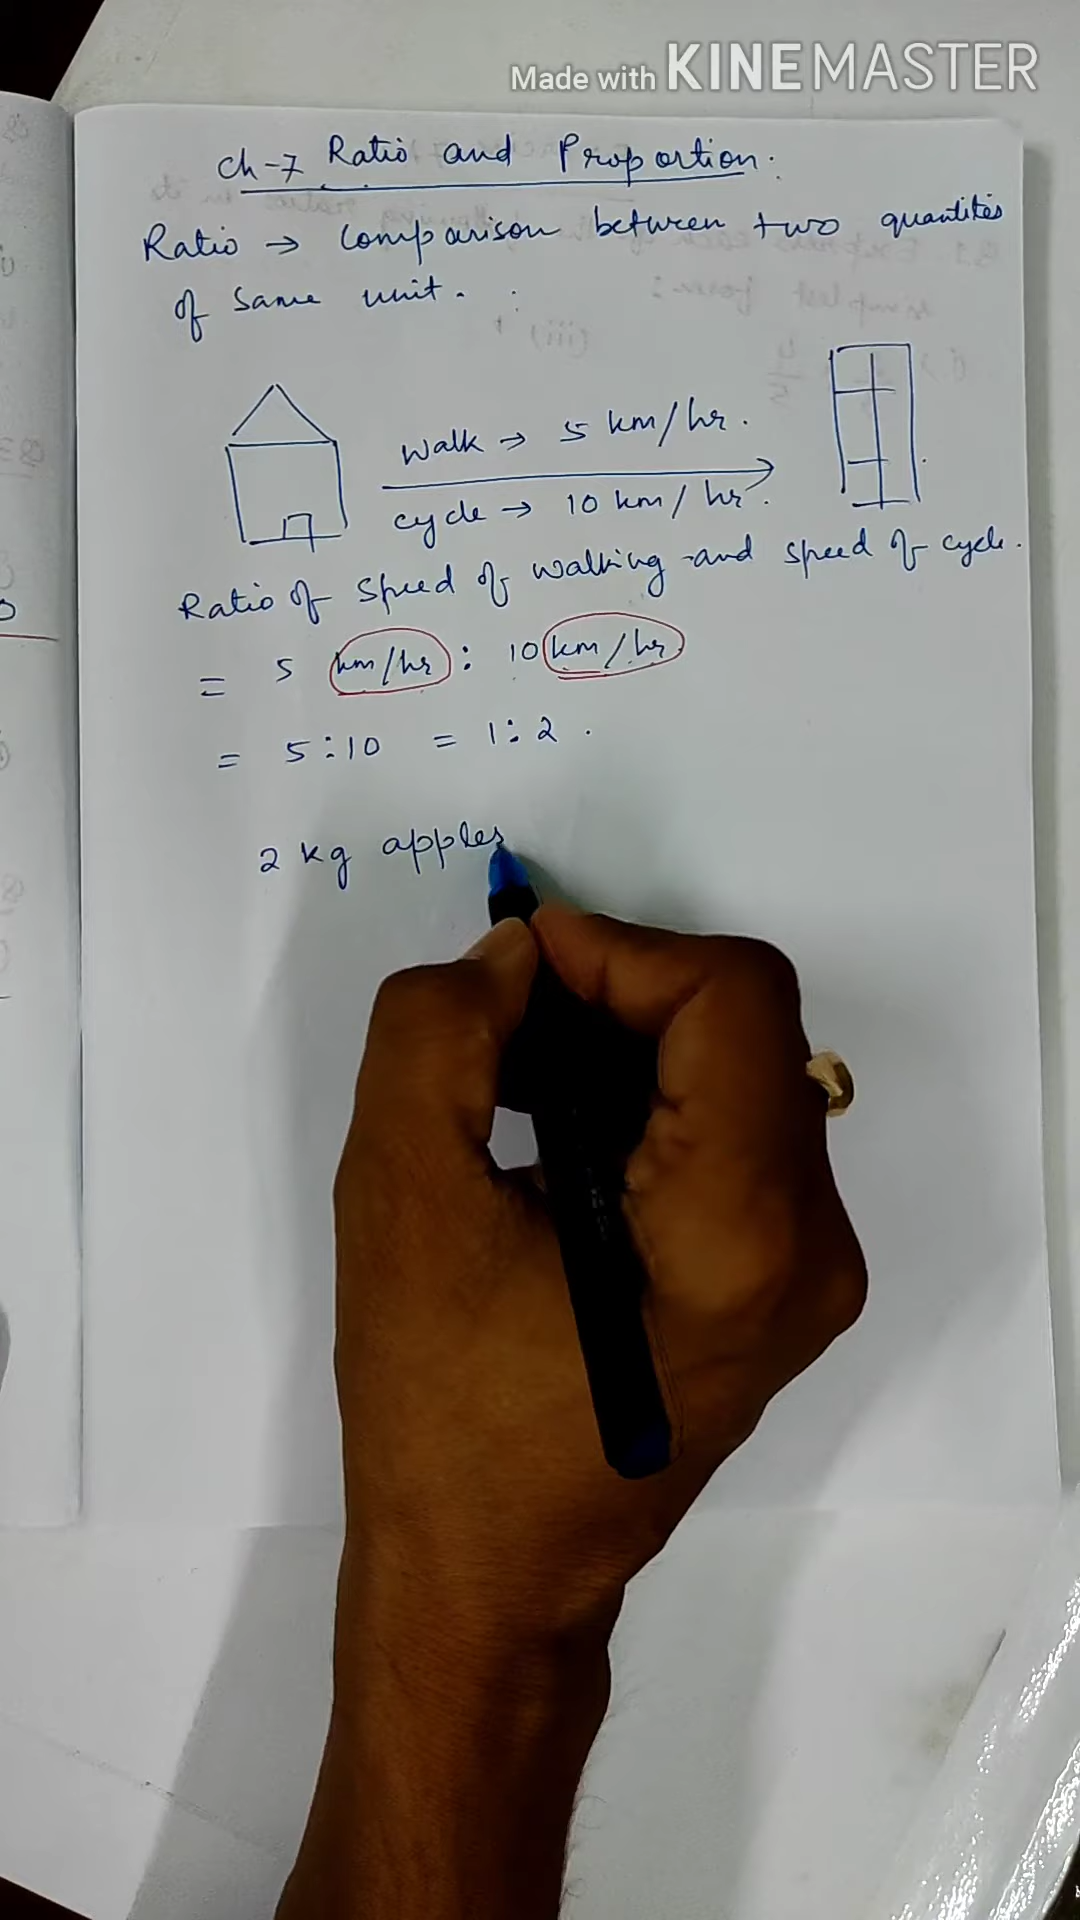 Made with KINEMASTER
Ch-7 Ratio and Proportion.
Ratio → Comparison between two quantites
of same unit.
Walk → 5 km/hr.
cycle → 10 km/hr.
Ratio of speed of walking and speed of cycle.
= 5 km/hr : 10 km/hr
= 5:10 = 1:2.
2 kg apples